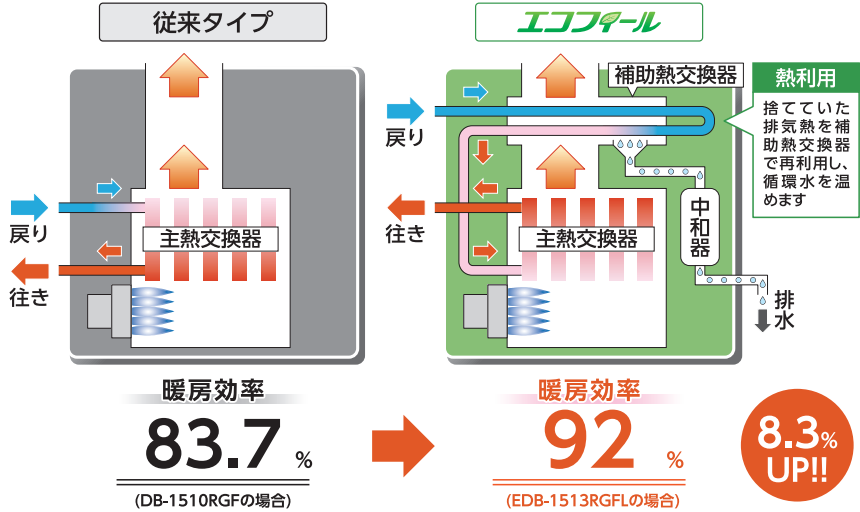 従来タイプ
戻り
往き
主熱交換器
暖房効率
83.7 %
(DB-1510RGFの場合)
エコフィール
補助熱交換器
戻り
往き
主熱交換器
中和器
排水
熱利用
捨てていた
排気熱を補
助熱交換器
で再利用し、
循環水を温
めます
暖房効率
92 %
(EDB-1513RGFLの場合)
8.3%
UP!!